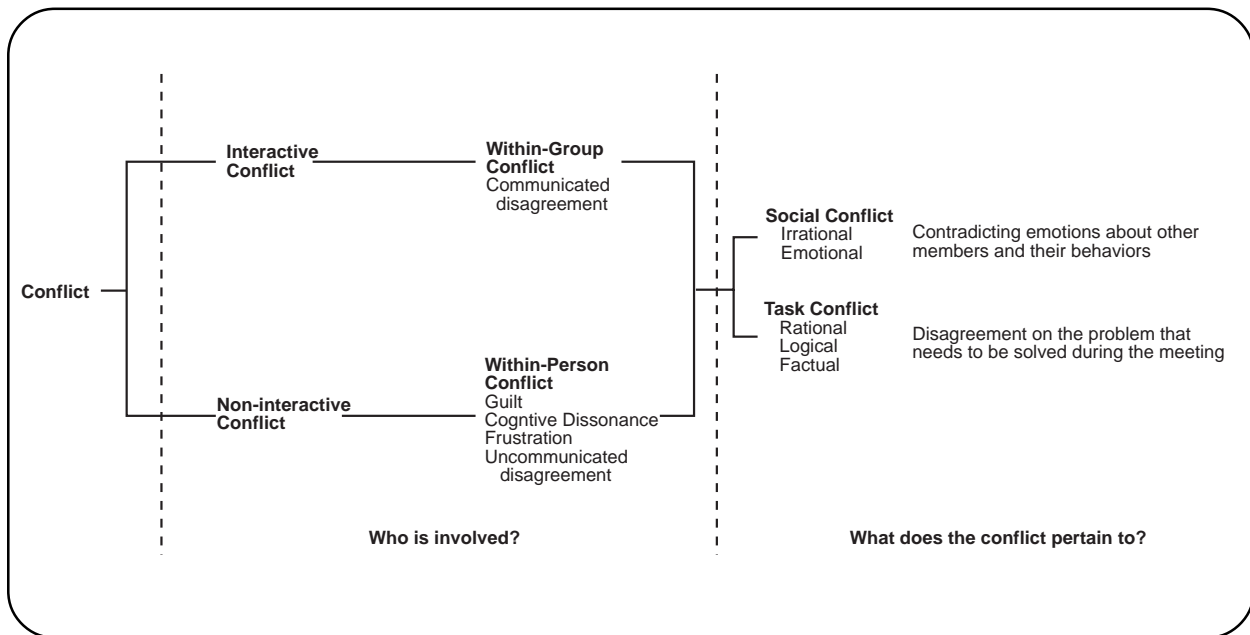 Conflict
Interactive
Conflict
Within-Group
Conflict
Communicated
disagreement
Non-interactive
Conflict
Within-Person
Conflict
Guilt
Cogntive Dissonance
Frustration
Uncommunicated
disagreement
Who is involved?
Social Conflict
Irrational
Emotional
Contradicting emotions about other
members and their behaviors
Task Conflict
Rational
Logical
Factual
Disagreement on the problem that
needs to be solved during the meeting
What does the conflict pertain to?